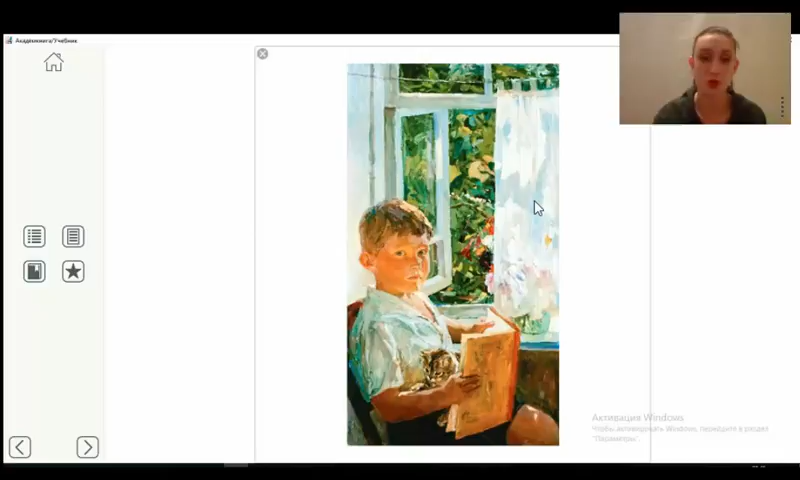 Академкнига/Учебник
Активация Windows
Чтобы активировать Windows, перейдите в раздел
"Параметры".